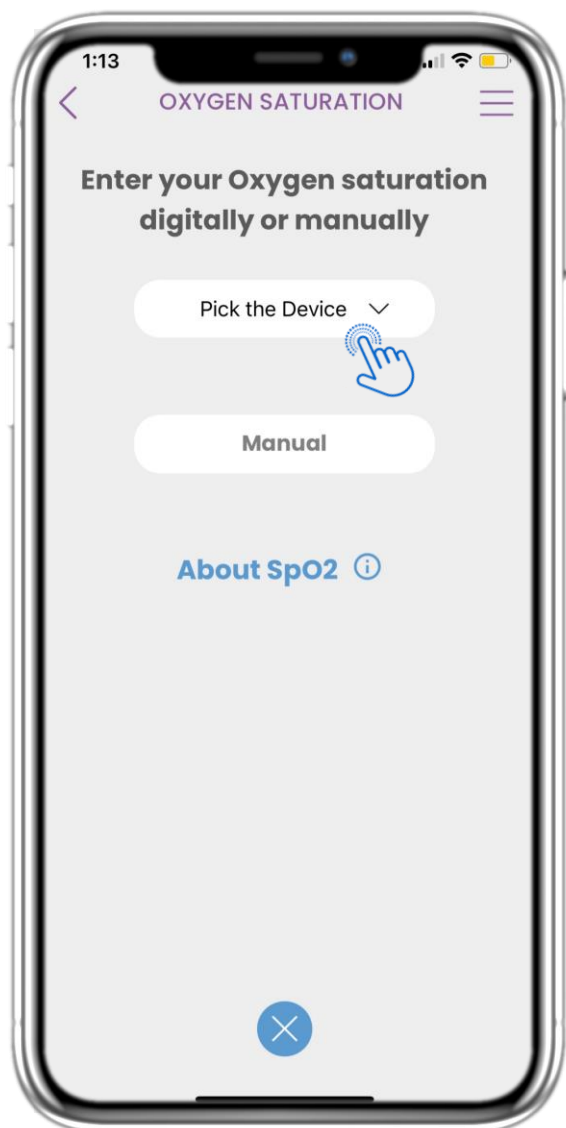 1:13
OXYGEN SATURATION
Enter your Oxygen saturation
digitally or manually
Pick the Device
Manual
About SpO2